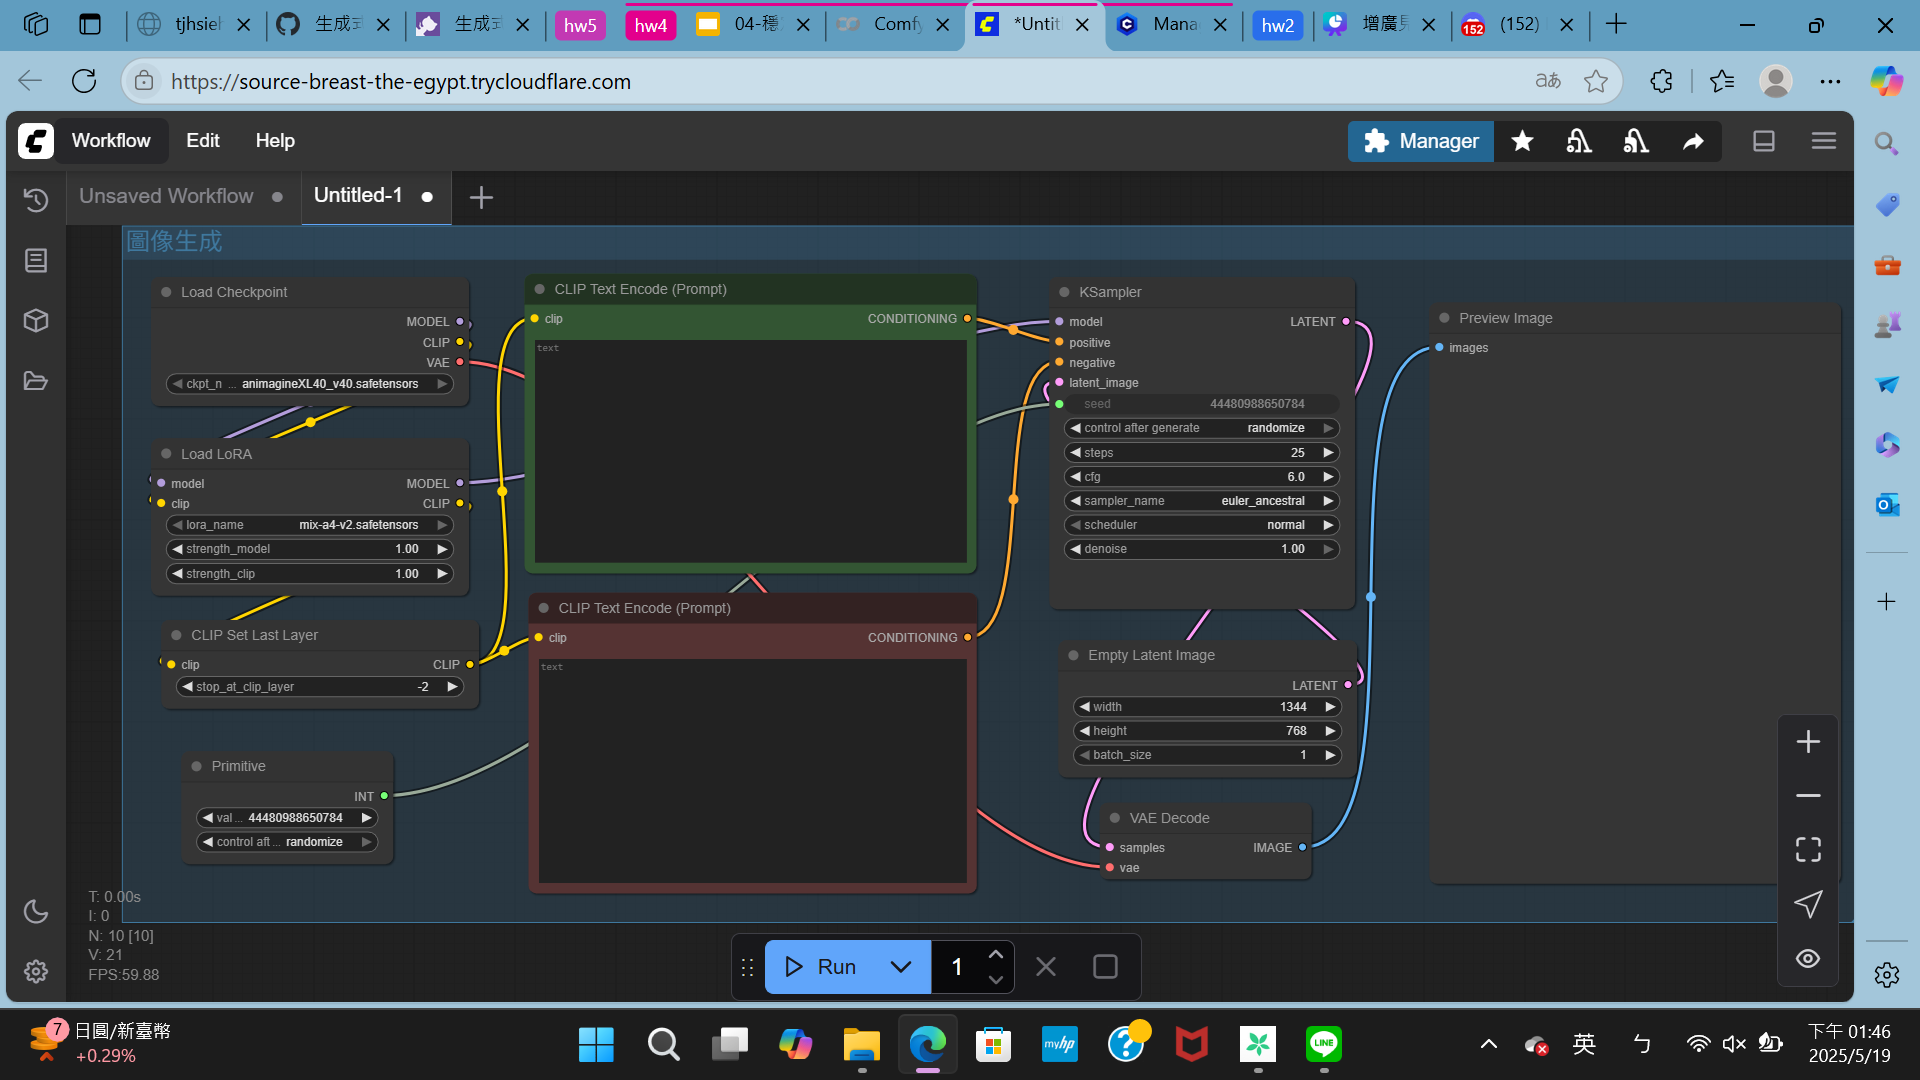 tjhsieh
生成式
生成式
hw5
hw4
04-穩
Comfy
*Untitl
Mana
hw2
增廣
152
(152)
https://source-breast-the-egypt.trycloudflare.com
Workflow
Edit
Help
Manager
Unsaved Workflow
Untitled-1
圖像生成
Load Checkpoint
MODEL
CLIP
VAE
ckpt_n ... animagineXL40_v40.safetensors
Load LoRA
model MODEL
clip CLIP
lora_name mix-a4-v2.safetensors
strength_model 1.00
strength_clip 1.00
CLIP Set Last Layer
clip CLIP
stop_at_clip_layer -2
Primitive
INT
val ... 44480988650784
control aft ... randomize
CLIP Text Encode (Prompt)
clip CONDITIONING
text
CLIP Text Encode (Prompt)
clip CONDITIONING
text
KSampler
model LATENT
positive
negative
latent_image
seed 44480988650784
control after generate randomize
steps 25
cfg 6.0
sampler_name euler_ancestral
scheduler normal
denoise 1.00
Empty Latent Image
LATENT
width 1344
height 768
batch_size 1
VAE Decode
samples IMAGE
vae
Preview Image
images
T: 0.00s
I: 0
N: 10 [10]
V: 21
FPS:59.88
Run
1
7
日圓/新臺幣
+0.29%
myhp
LINE
英
ㄅ
下午 01:46
2025/5/19